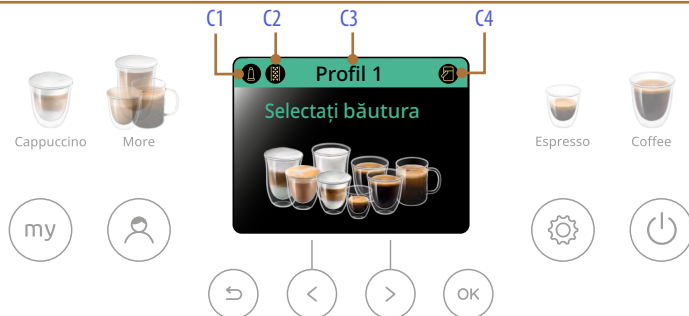 C1 C2 C3 C4
Profil 1
Selectați băutura
Cappuccino More Espresso Coffee
my
OK